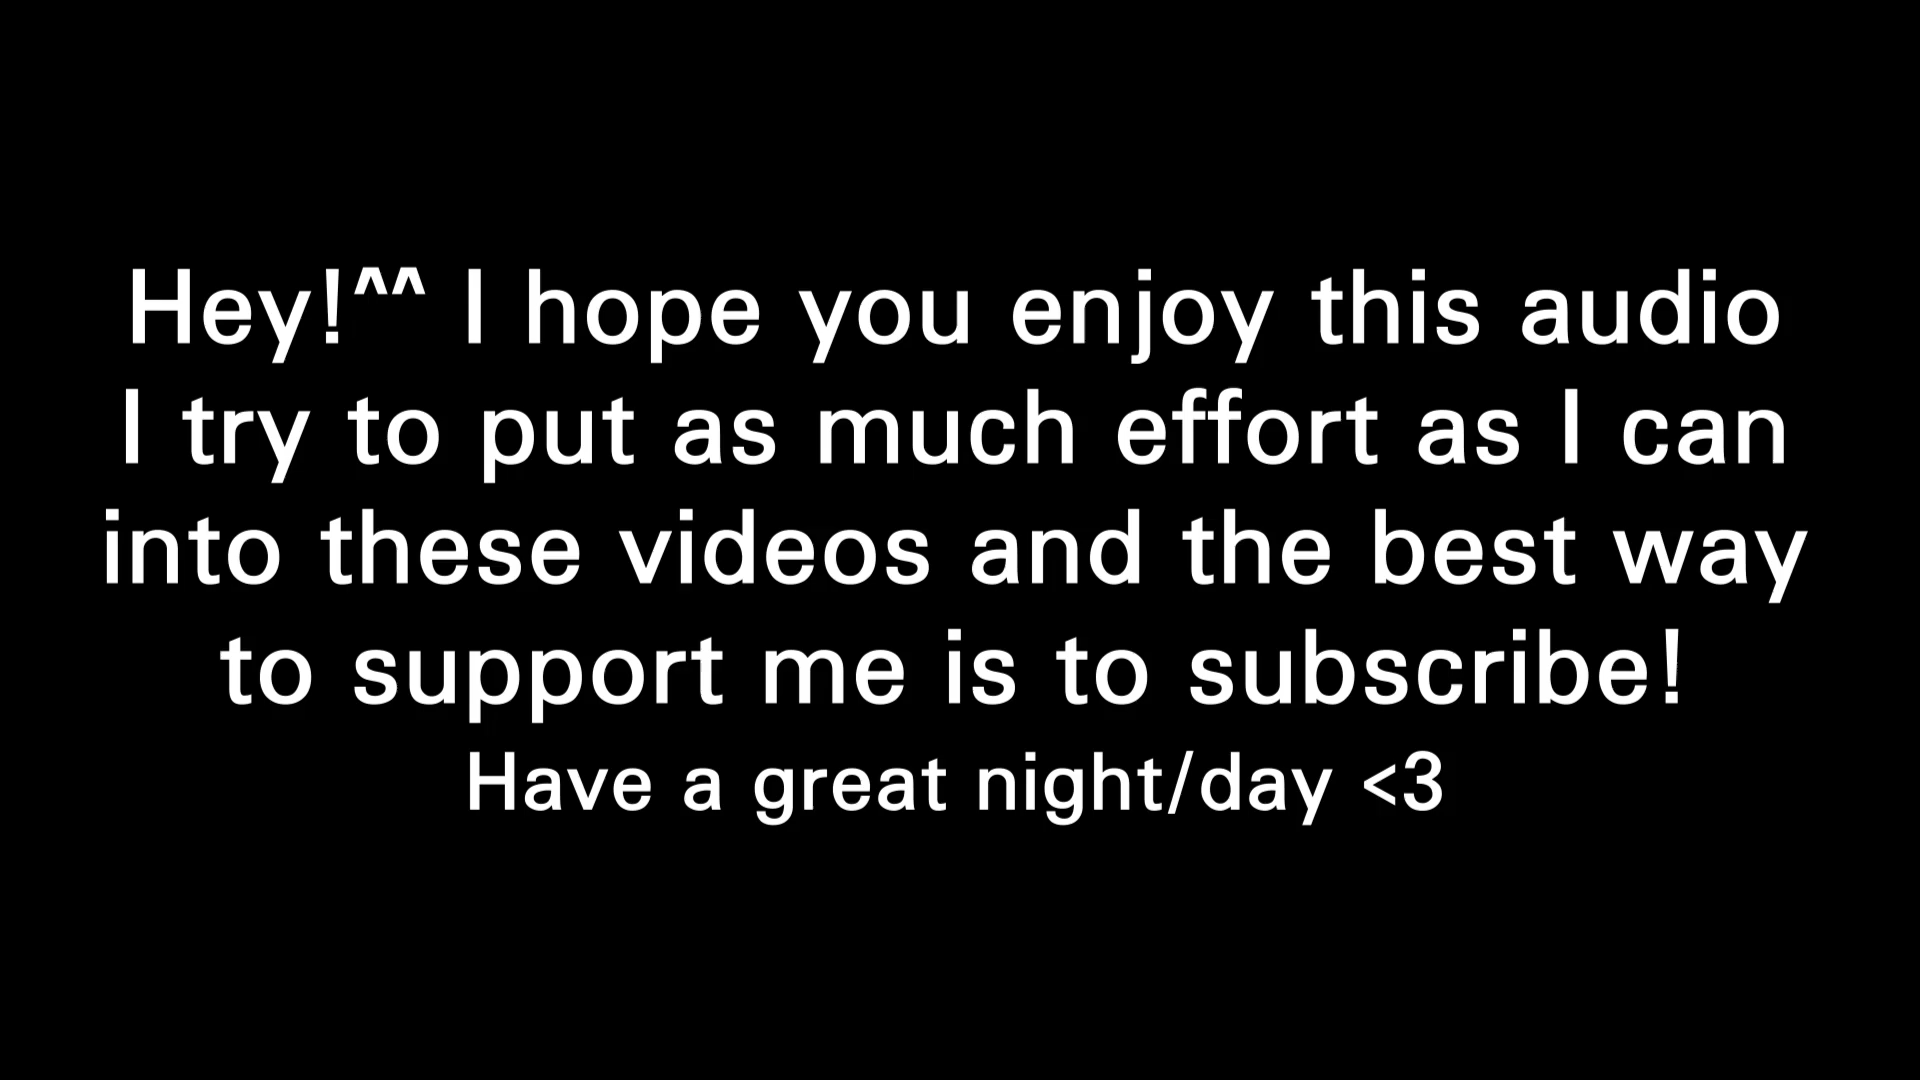 Hey!^^ I hope you enjoy this audio
I try to put as much effort as I can
into these videos and the best way
to support me is to subscribe!
Have a great night/day <3